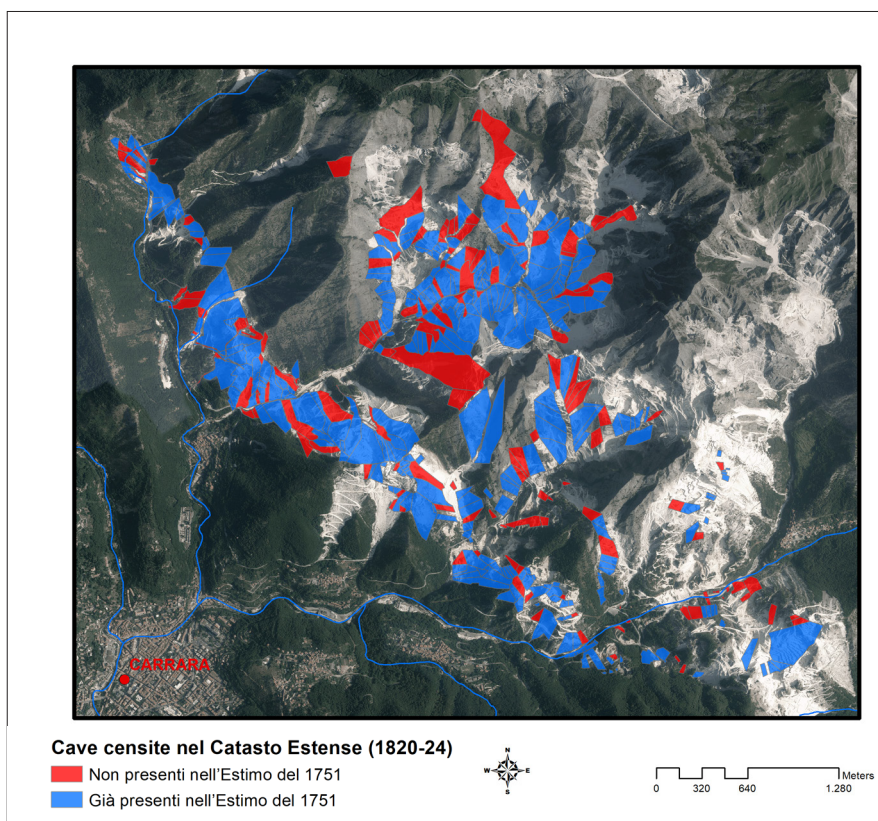 CARRARA
Cave censite nel Catasto Estense (1820-24)
Non presenti nell'Estimo del 1751
Già presenti nell'Estimo del 1751
N
W E
S
Meters
0 320 640 1.280